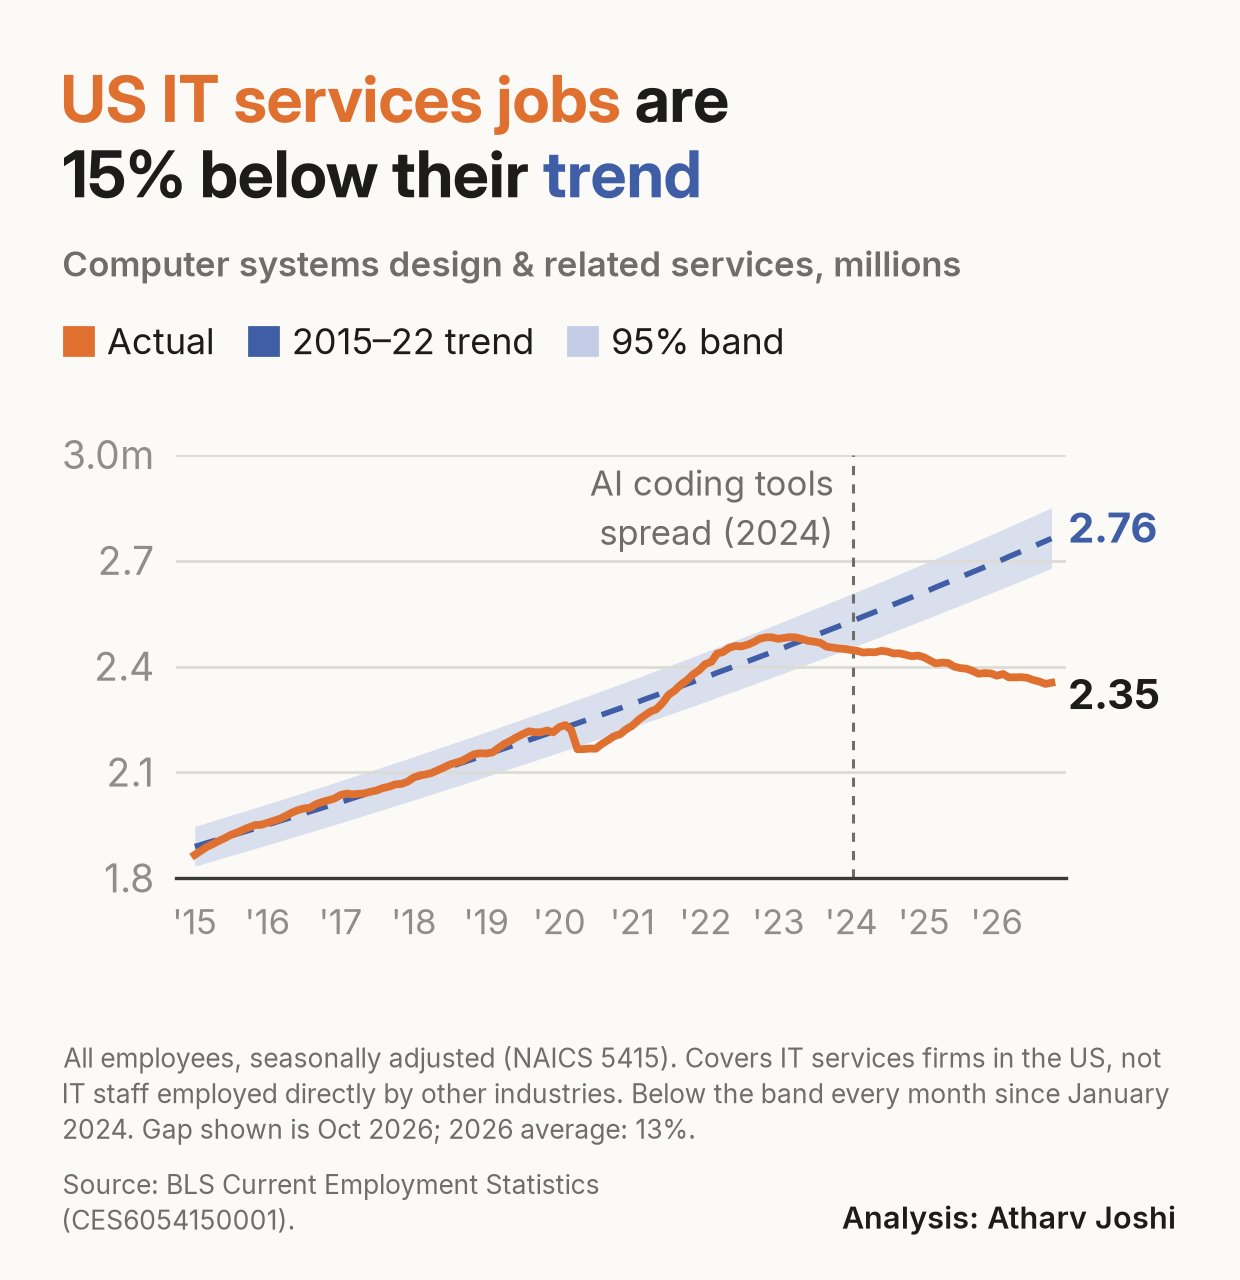 US IT services jobs are
15% below their trend
Computer systems design & related services, millions
Actual 2015–22 trend 95% band
3.0m
AI coding tools
spread (2024)
2.76
2.7
2.4
2.35
2.1
1.8
'15 '16 '17 '18 '19 '20 '21 '22 '23 '24 '25 '26
All employees, seasonally adjusted (NAICS 5415). Covers IT services firms in the US, not
IT staff employed directly by other industries. Below the band every month since January
2024. Gap shown is Oct 2026; 2026 average: 13%.
Source: BLS Current Employment Statistics
(CES6054150001).
Analysis: Atharv Joshi